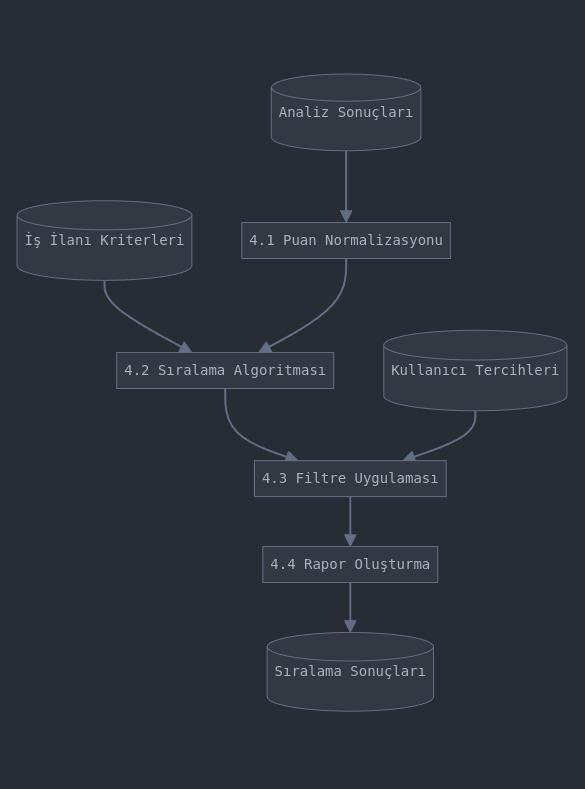 Analiz Sonuçları
İş İlanı Kriterleri
4.1 Puan Normalizasyonu
4.2 Sıralama Algoritması
Kullanıcı Tercihleri
4.3 Filtre Uygulaması
4.4 Rapor Oluşturma
Sıralama Sonuçları